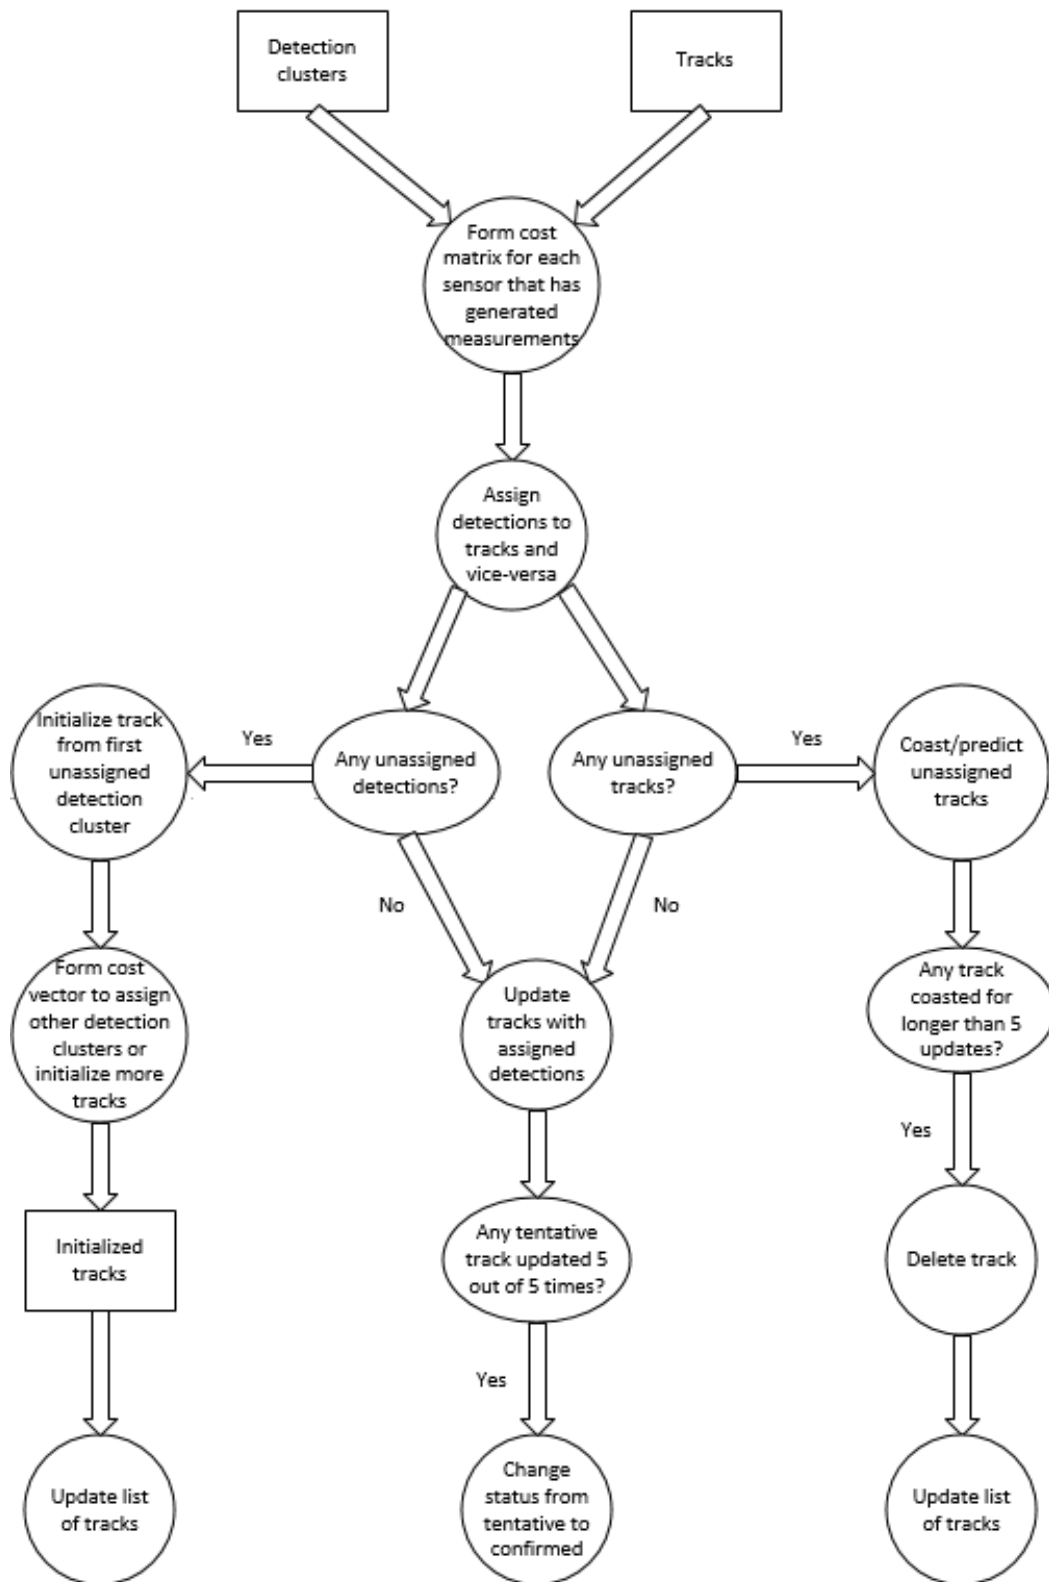 Detection
clusters
Tracks
Form cost
matrix for each
sensor that has
generated
measurements
Assign
detections to
tracks and
vice-versa
Initialize track
from first
unassigned
detection
cluster
Yes
Any unassigned
detections?
Any unassigned
tracks?
Yes
Coast/predict
unassigned
tracks
No
No
Form cost
vector to assign
other detection
clusters or
initialize more
tracks
Update
tracks with
assigned
detections
Any track
coasted for
longer than 5
updates?
Yes
Initialized
tracks
Any tentative
track updated 5
out of 5 times?
Delete track
Yes
Update list
of tracks
Change
status from
tentative to
confirmed
Update list
of tracks